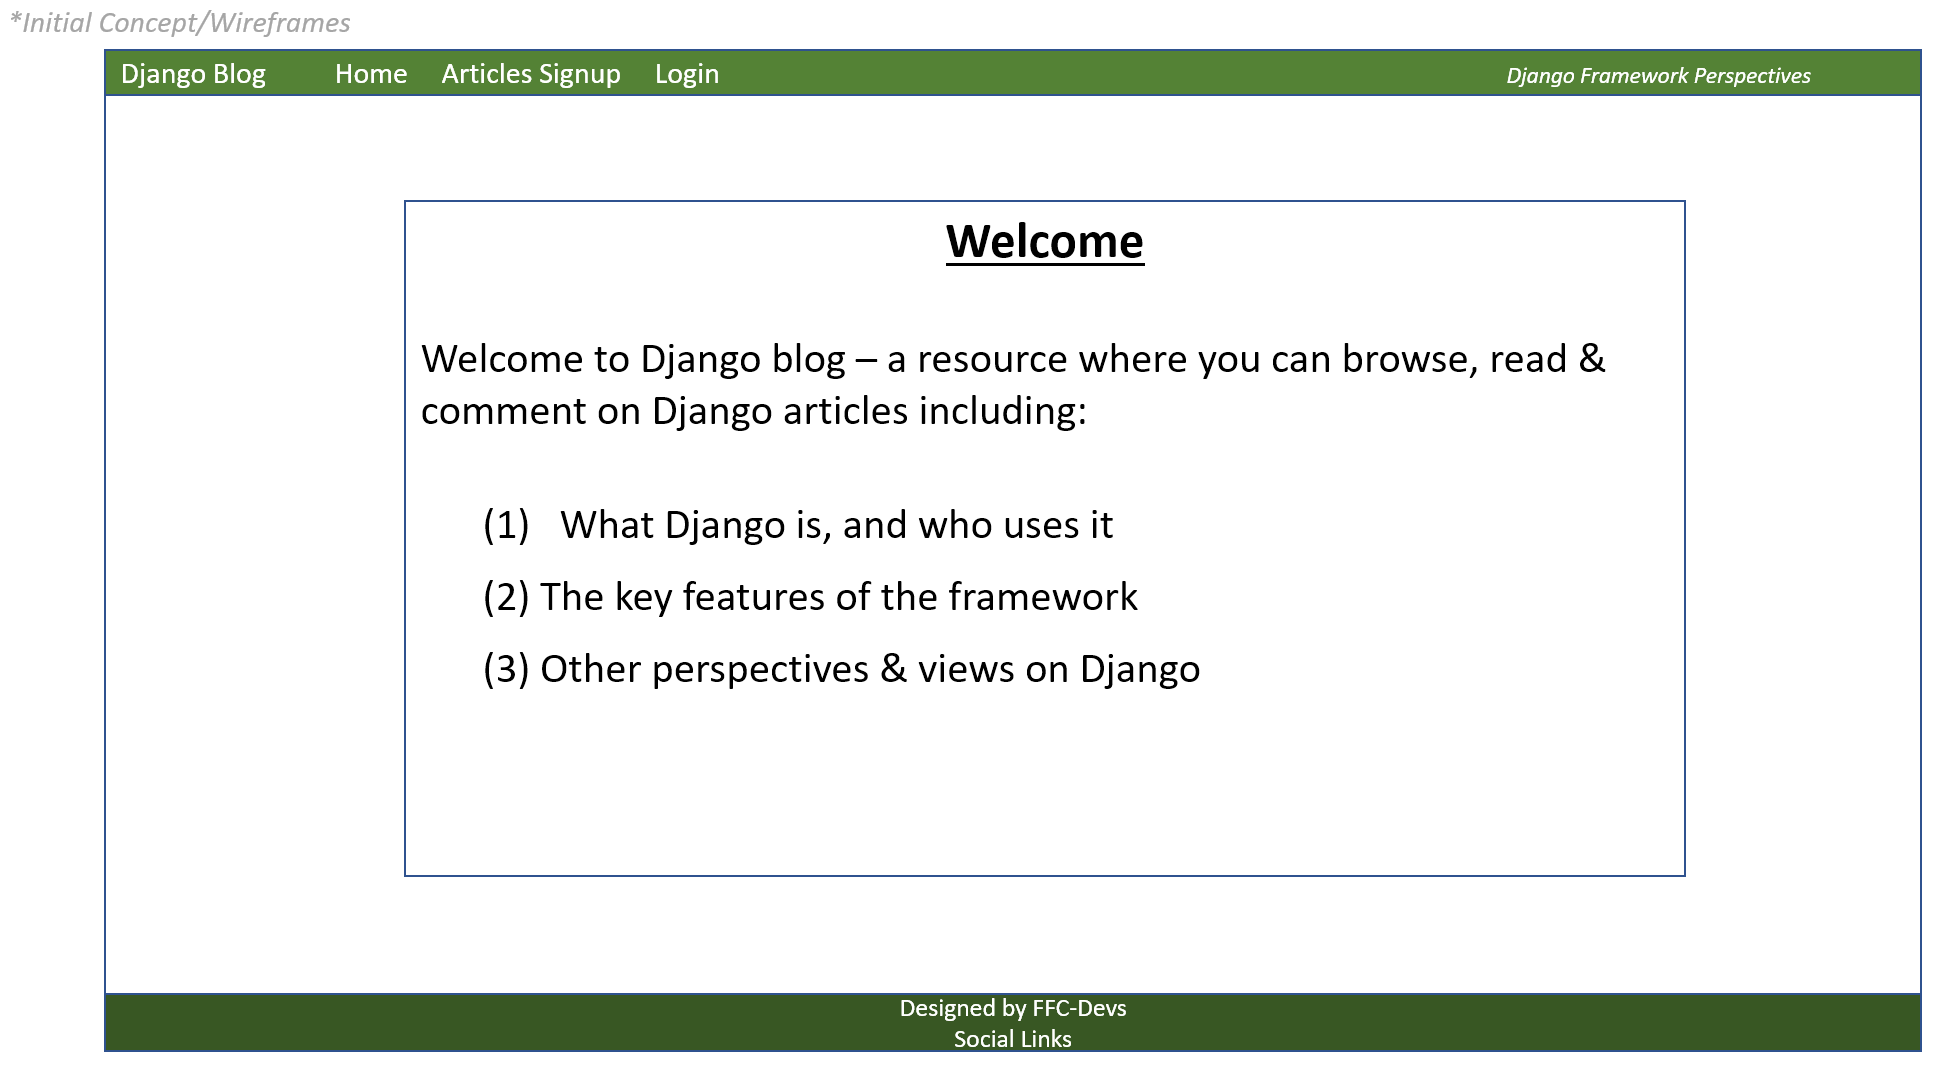 *Initial Concept/Wireframes
Django Blog Home Articles Signup Login Django Framework Perspectives
Welcome
Welcome to Django blog – a resource where you can browse, read &
comment on Django articles including:
(1) What Django is, and who uses it
(2) The key features of the framework
(3) Other perspectives & views on Django
Designed by FFC-Devs
Social Links